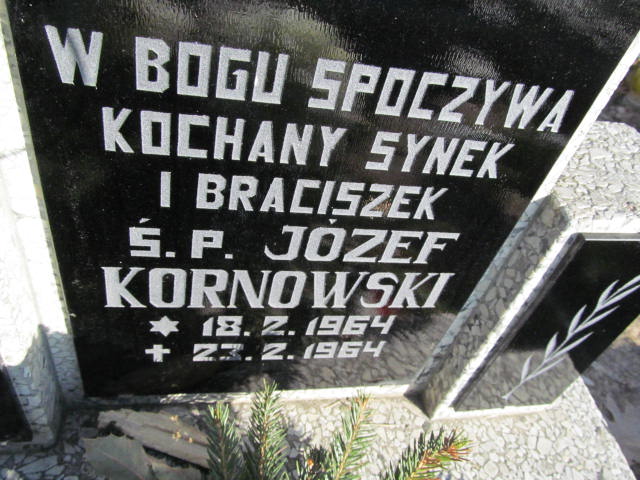 W BOGU SPOCZYWA
KOCHANY SYNEK
I BRACISZEK
Ś. P. JÓZEF
KORNOWSKI
* 18. 2. 1964
+ 23. 2. 1964